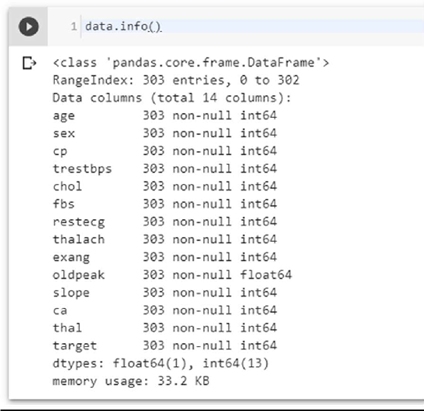 1 data.info()
<class 'pandas.core.frame.DataFrame'>
RangeIndex: 303 entries, 0 to 302
Data columns (total 14 columns):
age 303 non-null int64
sex 303 non-null int64
cp 303 non-null int64
trestbps 303 non-null int64
chol 303 non-null int64
fbs 303 non-null int64
restecg 303 non-null int64
thalach 303 non-null int64
exang 303 non-null int64
oldpeak 303 non-null float64
slope 303 non-null int64
ca 303 non-null int64
thal 303 non-null int64
target 303 non-null int64
dtypes: float64(1), int64(13)
memory usage: 33.2 KB